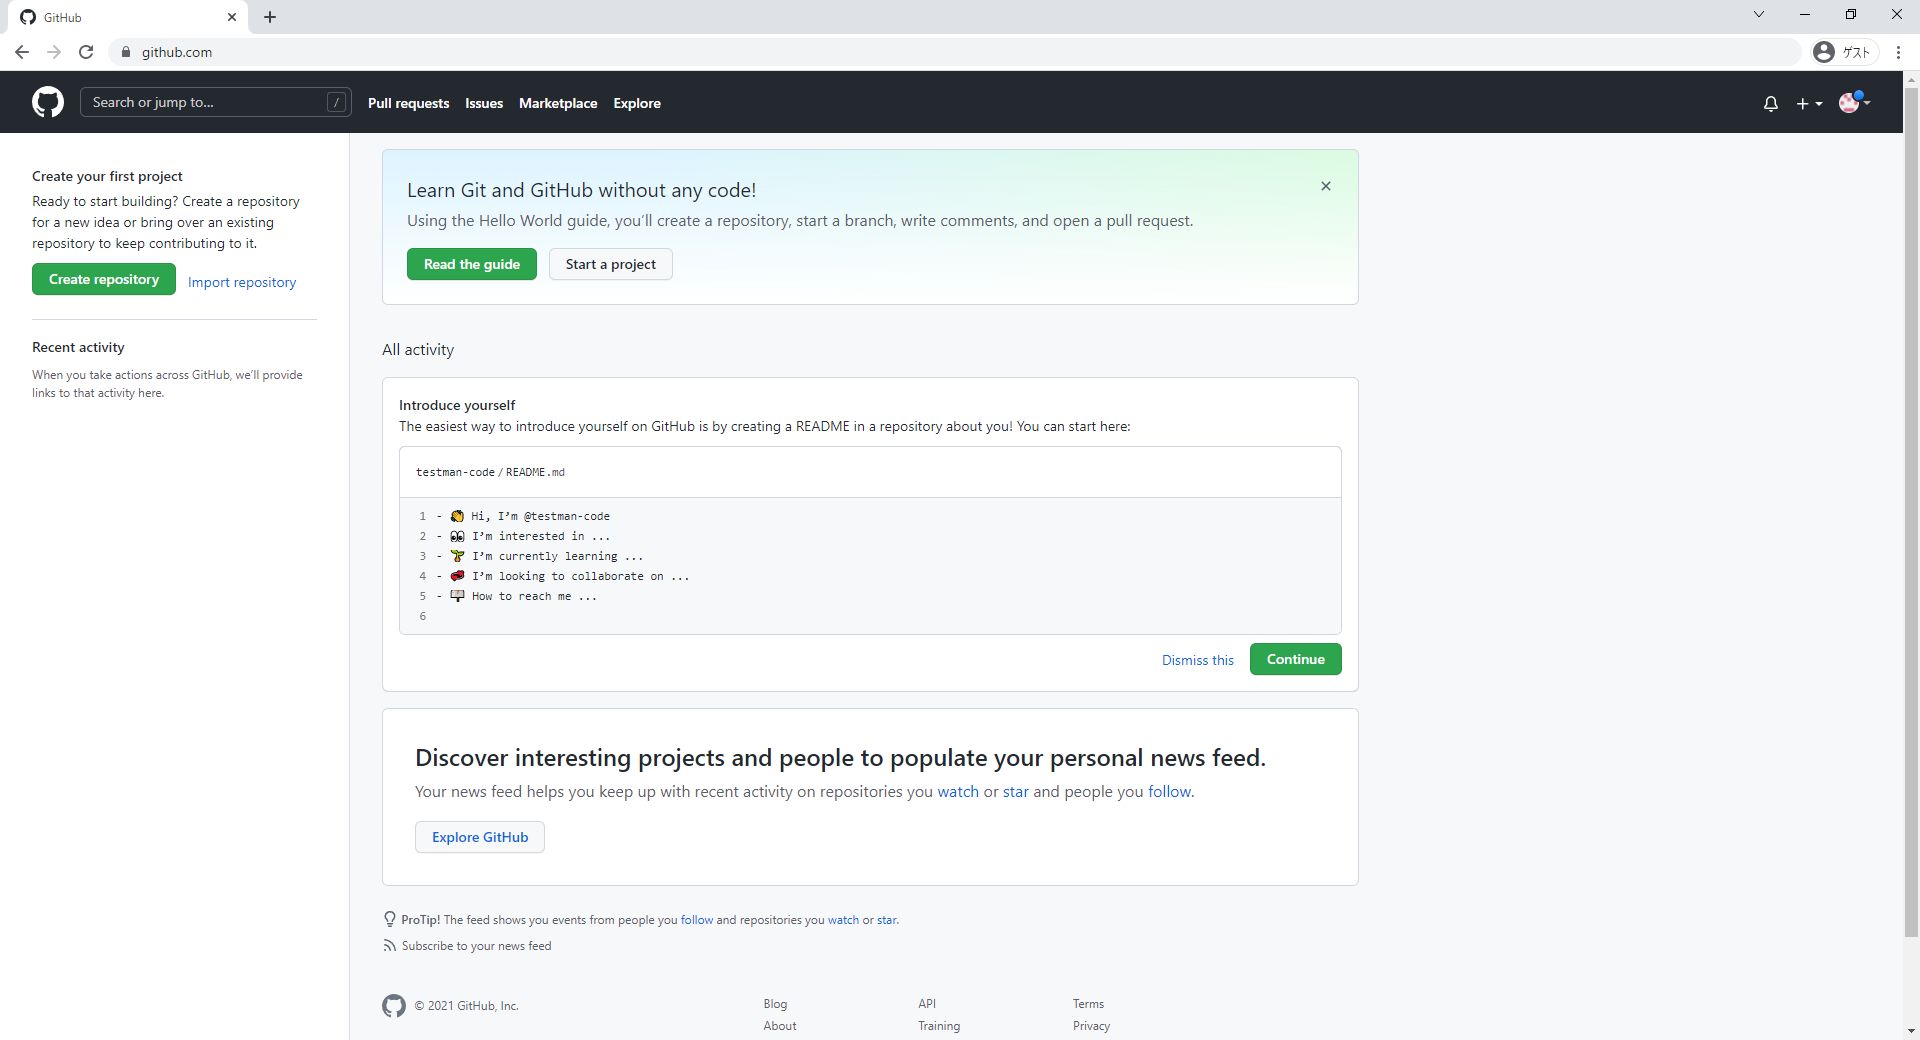 GitHub
github.com
ゲスト
Search or jump to...
/
Pull requests
Issues
Marketplace
Explore
Create your first project
Ready to start building? Create a repository
for a new idea or bring over an existing
repository to keep contributing to it.
Create repository
Import repository
Recent activity
When you take actions across GitHub, we'll provide
links to that activity here.
Learn Git and GitHub without any code!
Using the Hello World guide, you'll create a repository, start a branch, write comments, and open a pull request.
Read the guide
Start a project
All activity
Introduce yourself
The easiest way to introduce yourself on GitHub is by creating a README in a repository about you! You can start here:
testman-code / README.md
1 - 👋 Hi, I'm @testman-code
2 - 👀 I'm interested in ...
3 - 🌱 I'm currently learning ...
4 - 💞️ I'm looking to collaborate on ...
5 - 📫 How to reach me ...
6
Dismiss this
Continue
Discover interesting projects and people to populate your personal news feed.
Your news feed helps you keep up with recent activity on repositories you watch or star and people you follow.
Explore GitHub
ProTip! The feed shows you events from people you follow and repositories you watch or star.
Subscribe to your news feed
© 2021 GitHub, Inc.
Blog
About
API
Training
Terms
Privacy